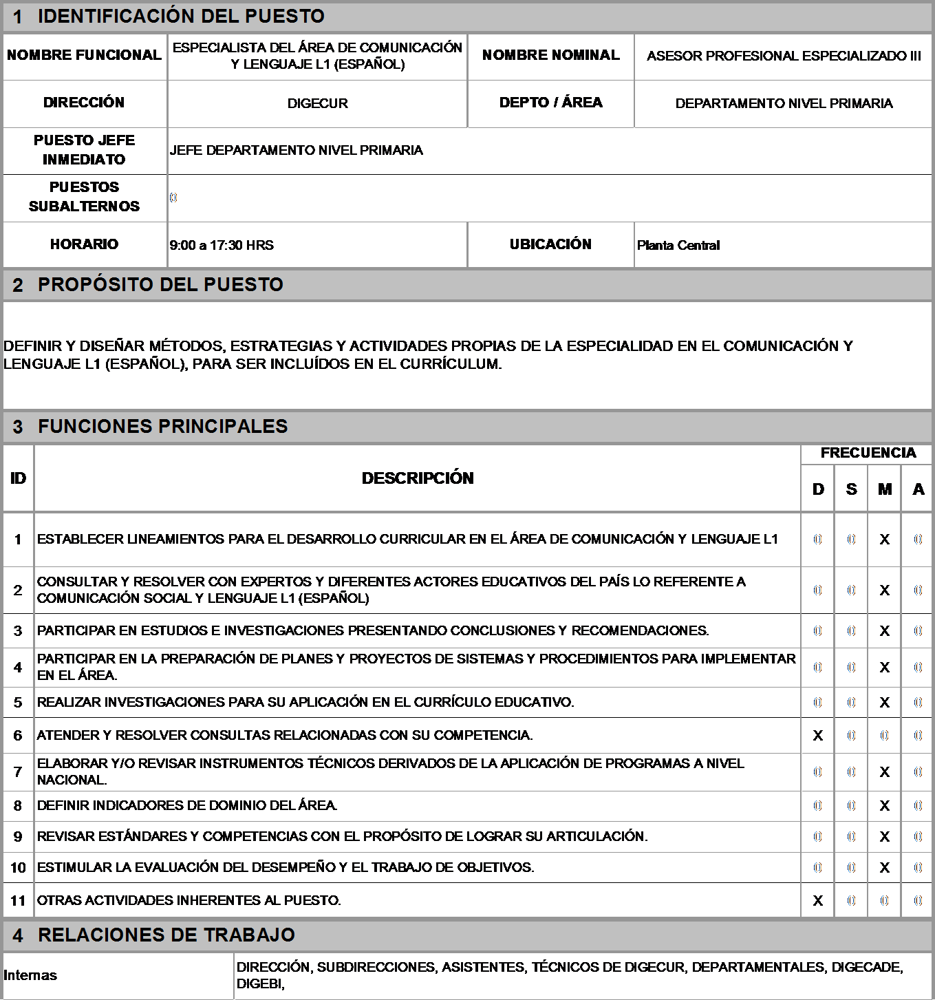 1 IDENTIFICACIÓN DEL PUESTO
NOMBRE FUNCIONAL
ESPECIALISTA DEL ÁREA DE COMUNICACIÓN
Y LENGUAJE L1 (ESPAÑOL)
NOMBRE NOMINAL
ASESOR PROFESIONAL ESPECIALIZADO III
DIRECCIÓN
DIGECUR
DEPTO / ÁREA
DEPARTAMENTO NIVEL PRIMARIA
PUESTO JEFE
INMEDIATO
JEFE DEPARTAMENTO NIVEL PRIMARIA
PUESTOS
SUBALTERNOS
0
HORARIO
9:00 a 17:30 HRS
UBICACIÓN
Planta Central
2 PROPÓSITO DEL PUESTO
DEFINIR Y DISEÑAR MÉTODOS, ESTRATEGIAS Y ACTIVIDADES PROPIAS DE LA ESPECIALIDAD EN EL COMUNICACIÓN Y
LENGUAJE L1 (ESPAÑOL), PARA SER INCLUÍDOS EN EL CURRÍCULUM.
3 FUNCIONES PRINCIPALES
ID
DESCRIPCIÓN
FRECUENCIA
D S M A
1 ESTABLECER LINEAMIENTOS PARA EL DESARROLLO CURRICULAR EN EL ÁREA DE COMUNICACIÓN Y LENGUAJE L1 0 0 X 0
2 CONSULTAR Y RESOLVER CON EXPERTOS Y DIFERENTES ACTORES EDUCATIVOS DEL PAÍS LO REFERENTE A
COMUNICACIÓN SOCIAL Y LENGUAJE L1 (ESPAÑOL) 0 0 X 0
3 PARTICIPAR EN ESTUDIOS E INVESTIGACIONES PRESENTANDO CONCLUSIONES Y RECOMENDACIONES. 0 0 X 0
4 PARTICIPAR EN LA PREPARACIÓN DE PLANES Y PROYECTOS DE SISTEMAS Y PROCEDIMIENTOS PARA IMPLEMENTAR
EN EL ÁREA. 0 0 X 0
5 REALIZAR INVESTIGACIONES PARA SU APLICACIÓN EN EL CURRÍCULO EDUCATIVO. 0 0 X 0
6 ATENDER Y RESOLVER CONSULTAS RELACIONADAS CON SU COMPETENCIA. X 0 0 0
7 ELABORAR Y/O REVISAR INSTRUMENTOS TÉCNICOS DERIVADOS DE LA APLICACIÓN DE PROGRAMAS A NIVEL
NACIONAL. 0 0 X 0
8 DEFINIR INDICADORES DE DOMINIO DEL ÁREA. 0 0 X 0
9 REVISAR ESTÁNDARES Y COMPETENCIAS CON EL PROPÓSITO DE LOGRAR SU ARTICULACIÓN. 0 0 X 0
10 ESTIMULAR LA EVALUACIÓN DEL DESEMPEÑO Y EL TRABAJO DE OBJETIVOS. 0 0 X 0
11 OTRAS ACTIVIDADES INHERENTES AL PUESTO. X 0 0 0
4 RELACIONES DE TRABAJO
Internas
DIRECCIÓN, SUBDIRECCIONES, ASISTENTES, TÉCNICOS DE DIGECUR, DEPARTAMENTALES, DIGECADE,
DIGEBI,